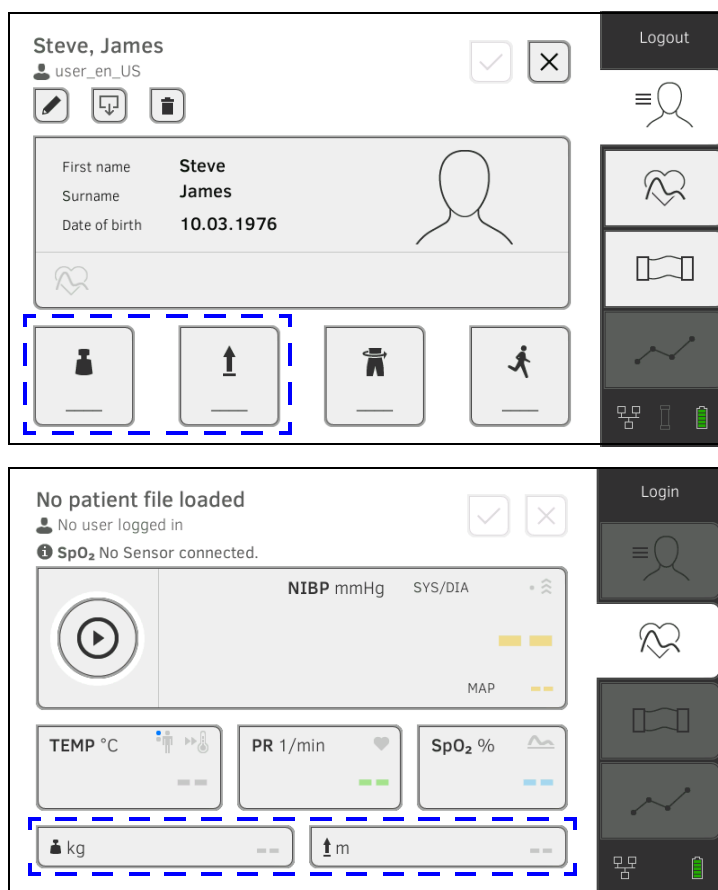 Steve, James
Logout
user_en_US
First name Steve
Surname James
Date of birth 10.03.1976
No patient file loaded
Login
No user logged in
SpO₂ No Sensor connected.
NIBP mmHg SYS/DIA
MAP
TEMP °C PR 1/min SpO₂ %
kg m